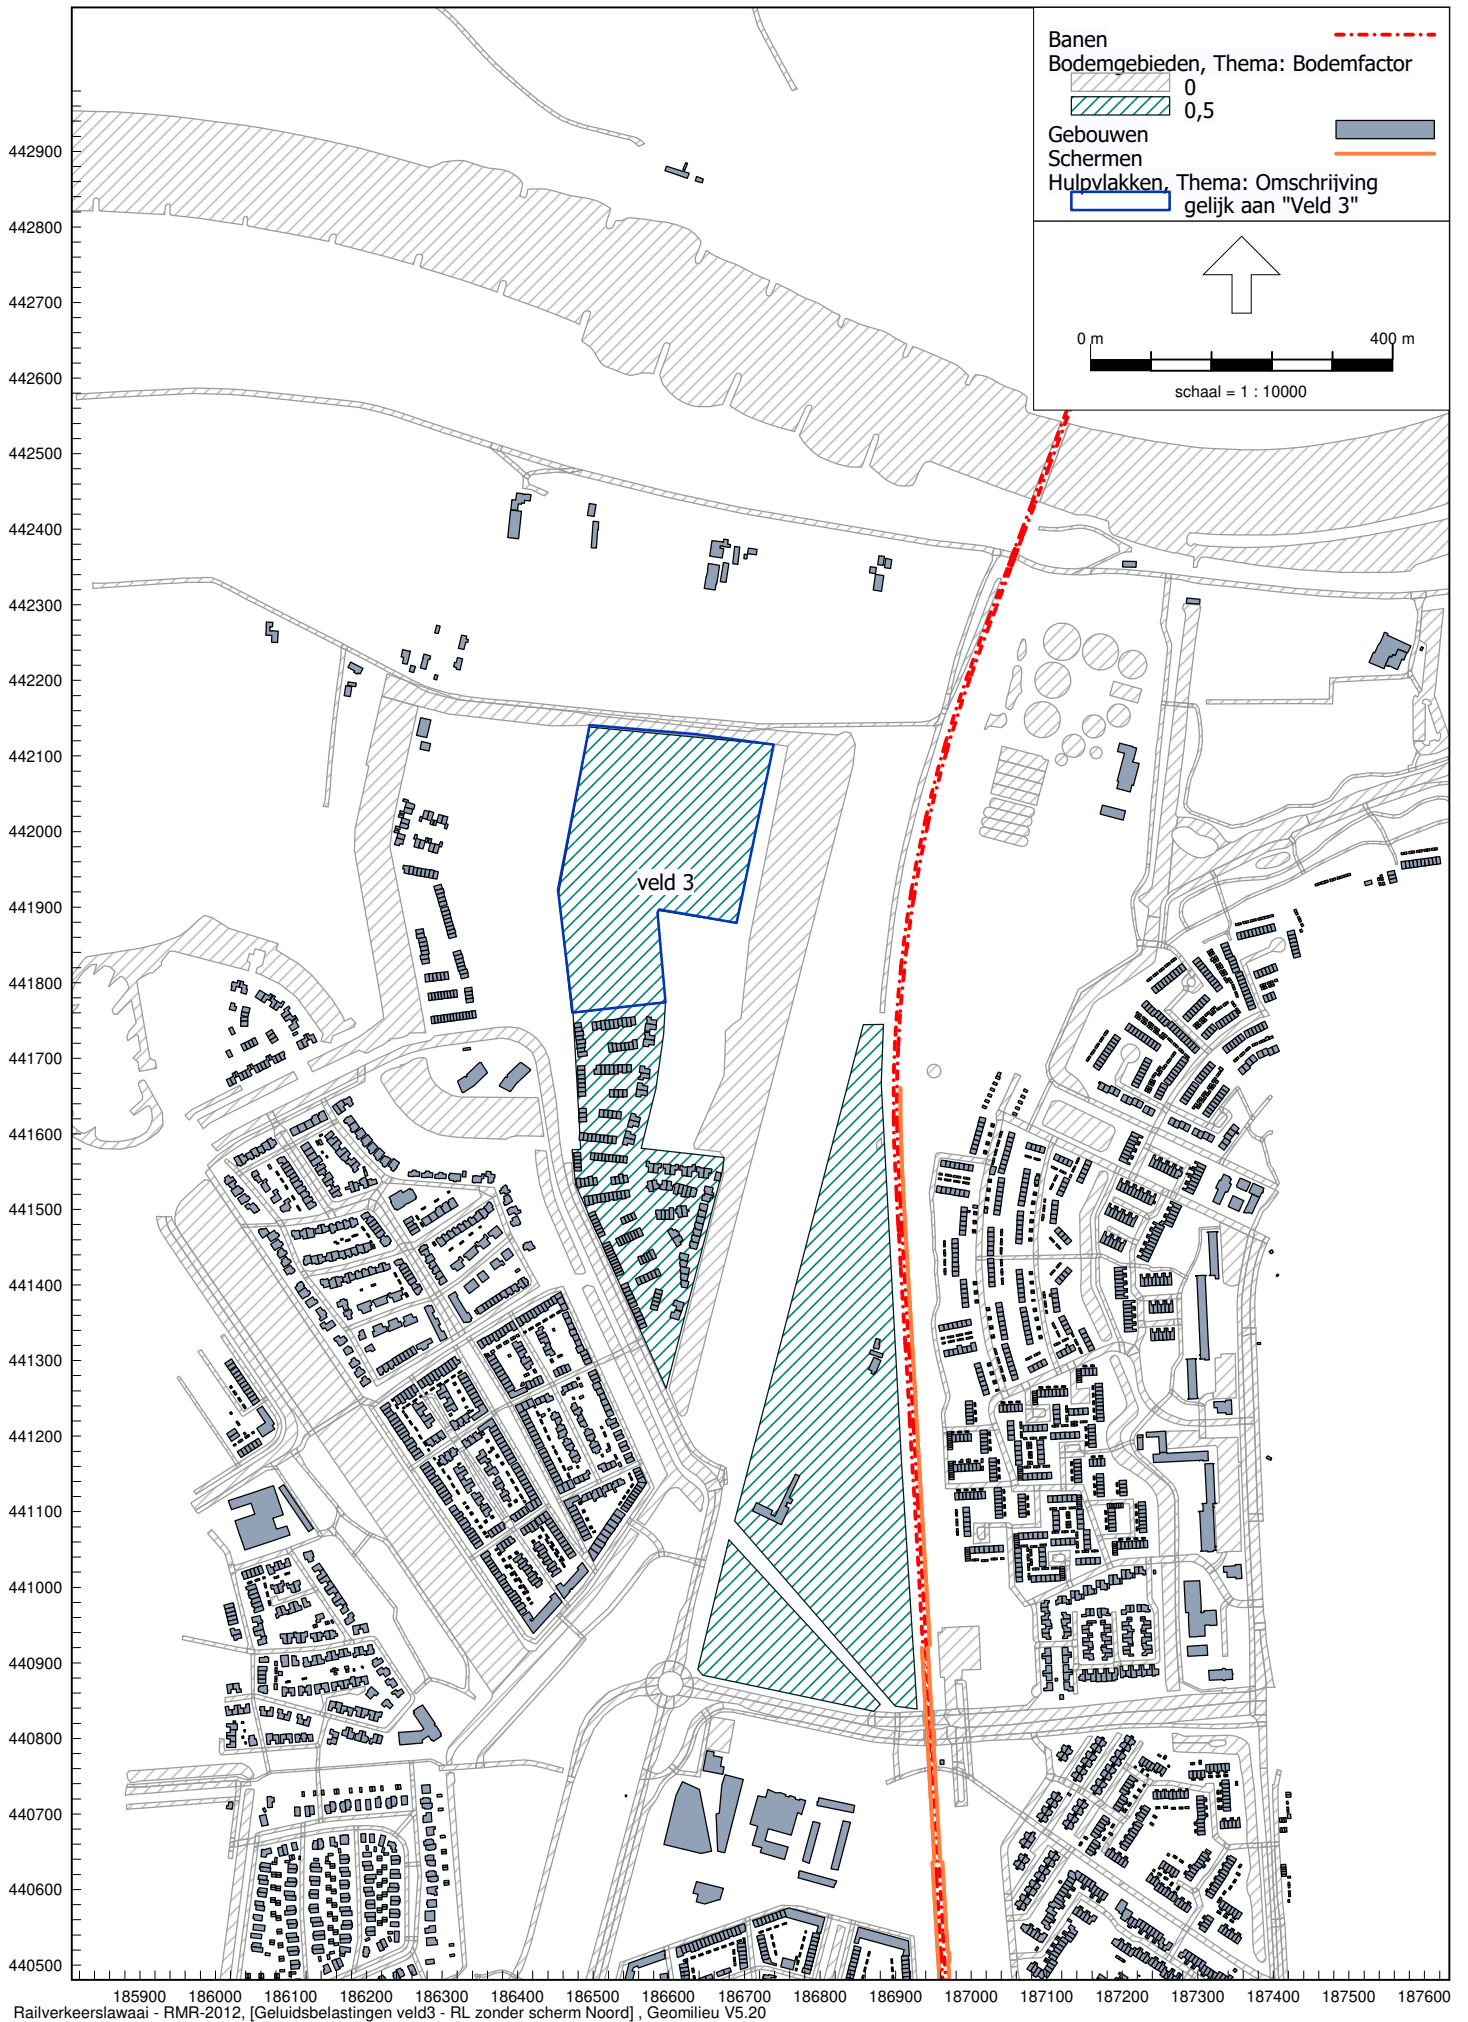 Banen
Bodemgebieden, Thema: Bodemfactor
0
0,5
Gebouwen
Schermen
Hulpvlakken, Thema: Omschrijving
gelijk aan "Veld 3"
0 m 400 m
schaal = 1 : 10000
442900
442800
442700
442600
442500
442400
442300
442200
442100
442000
veld 3
441900
441800
441700
441600
441500
441400
441300
441200
441100
441000
440900
440800
440700
440600
440500
185900 186000 186100 186200 186300 186400 186500 186600 186700 186800 186900 187000 187100 187200 187300 187400 187500 187600
Railverkeerslawaai - RMR-2012, [Geluidsbelastingen veld3 - RL zonder scherm Noord] , Geomilieu V5.20